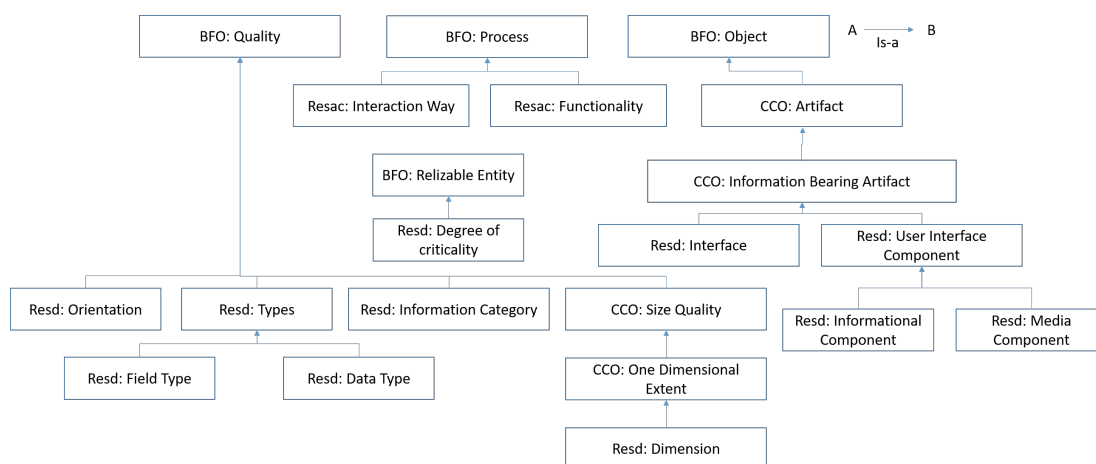 BFO: Quality
BFO: Process
BFO: Object
A
B
Is-a
Resac: Interaction Way
Resac: Functionality
CCO: Artifact
BFO: Relizable Entity
CCO: Information Bearing Artifact
Resd: Degree of
criticality
Resd: Interface
Resd: User Interface
Component
Resd: Orientation
Resd: Types
Resd: Information Category
CCO: Size Quality
Resd: Informational
Component
Resd: Media
Component
Resd: Field Type
Resd: Data Type
CCO: One Dimensional
Extent
Resd: Dimension